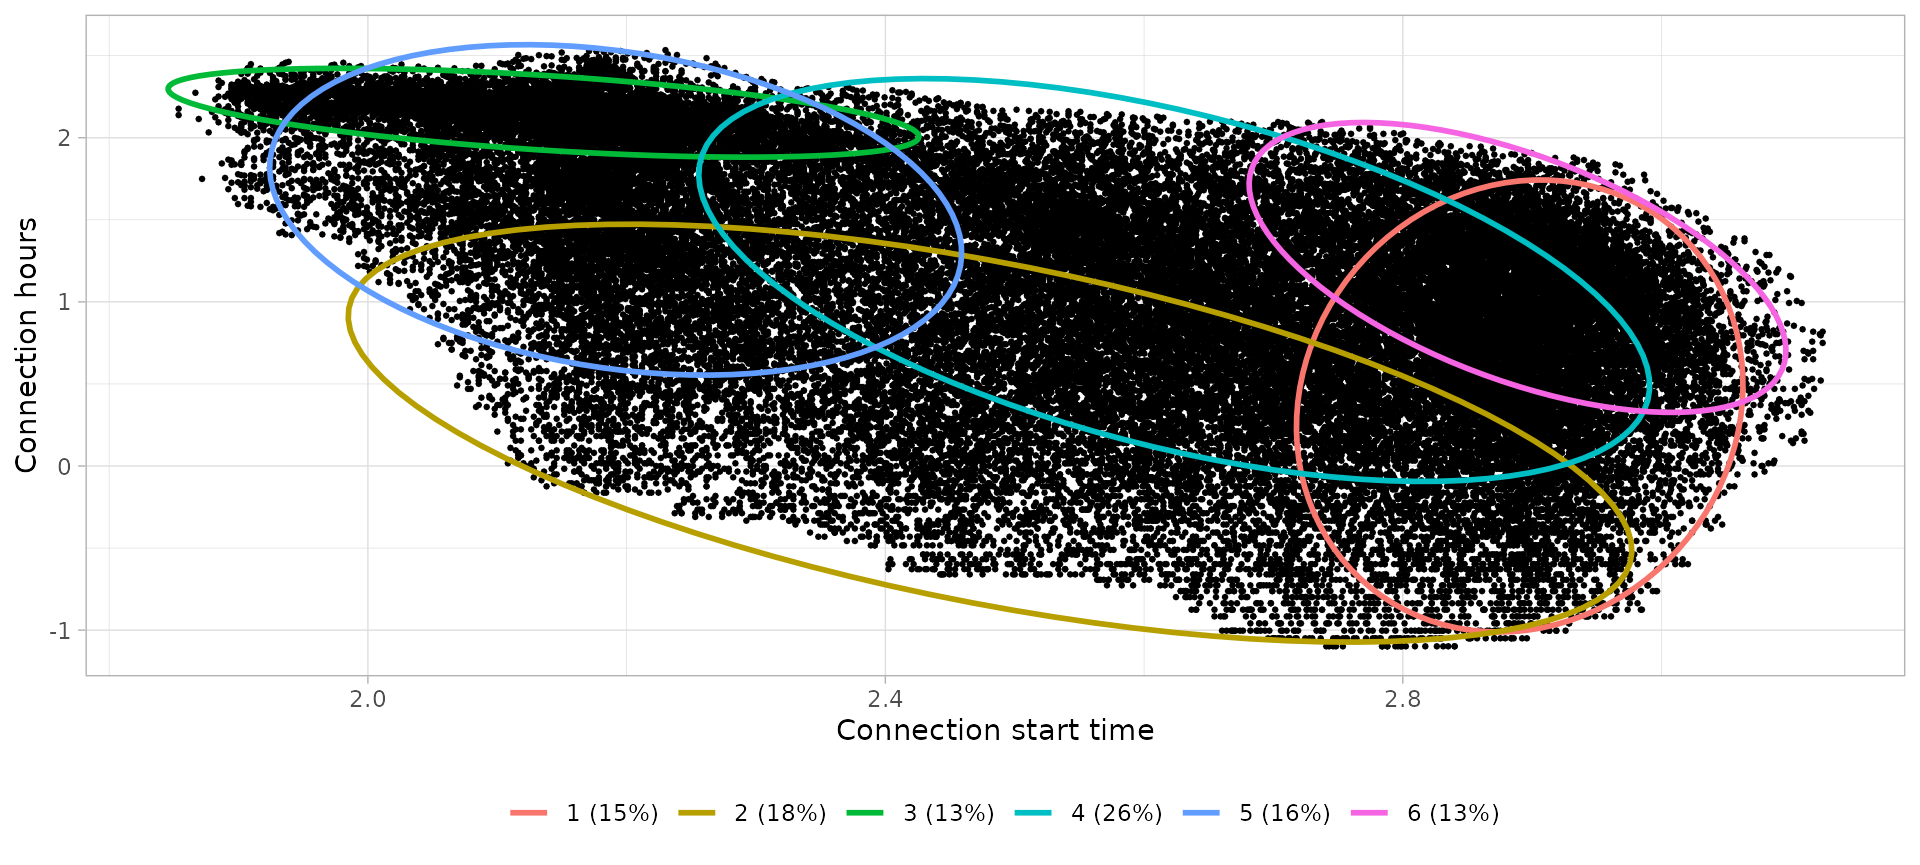 Connection hours
2
1
0
-1
2.0 2.4 2.8
Connection start time
1 (15%) 2 (18%) 3 (13%) 4 (26%) 5 (16%) 6 (13%)